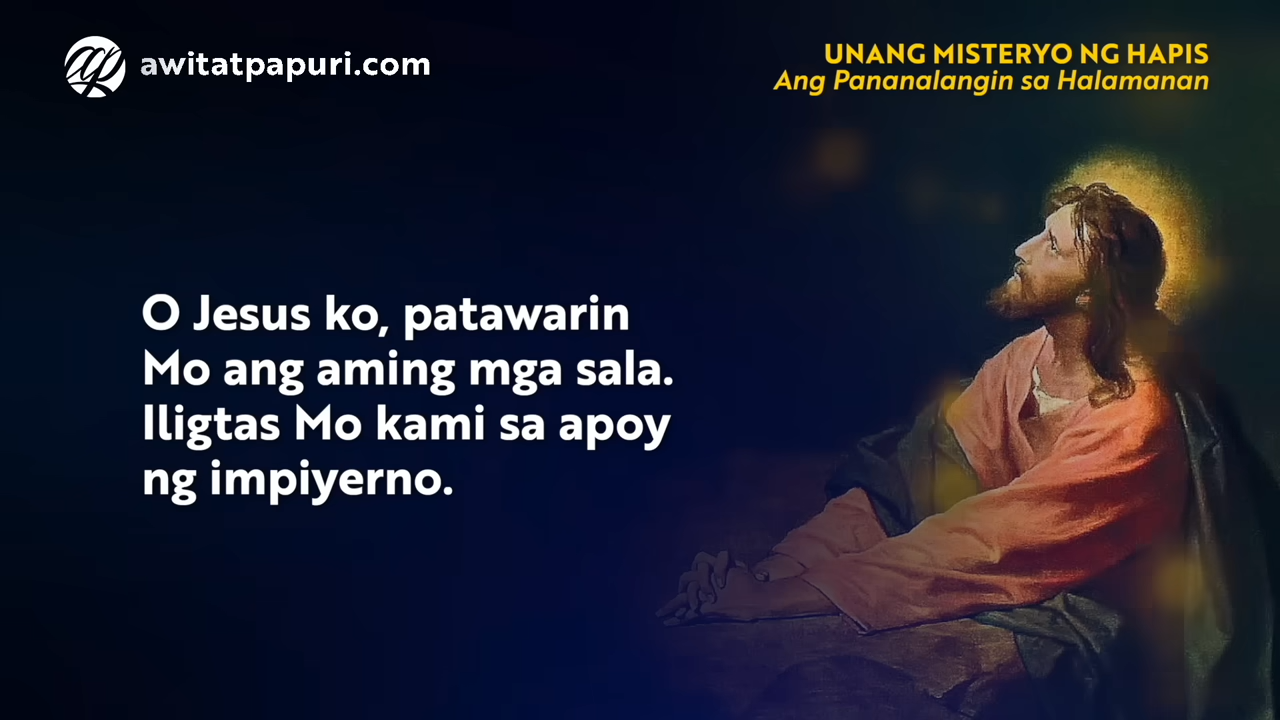 awitatpapuri.com
UNANG MISTERYO NG HAPIS
Ang Pananalangin sa Halamanan
O Jesus ko, patawarin
Mo ang aming mga sala.
Iligtas Mo kami sa apoy
ng impiyerno.